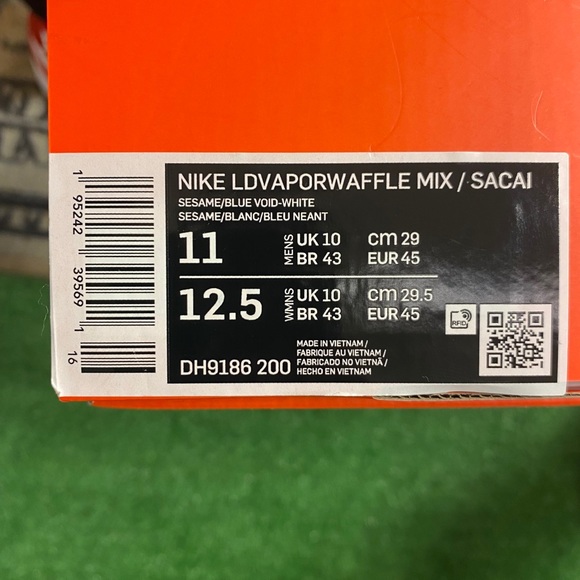 NIKE LDVAPORWAFFLE MIX / SACAI
SESAME/BLUE VOID-WHITE
SESAME/BLANC/BLEU NEANT
11 MENS UK 10 cm 29
BR 43 EUR 45
12.5 WMNS UK 10 cm 29.5
BR 43 EUR 45
RFID
DH9186 200
MADE IN VIETNAM /
FABRIQUE AU VIETNAM /
FABRICADO NO VIETNÃ /
HECHO EN VIETNAM
1 95242 39569 1
16